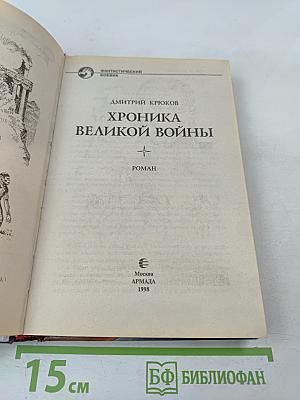 ФАНТАСТИЧЕСКИЙ
БОЕВИК
ДМИТРИЙ КРЮКОВ
ХРОНИКА
ВЕЛИКОЙ ВОЙНЫ
РОМАН
Москва
АРМАДА
1998
15 см
БФ БИБЛИОФАН